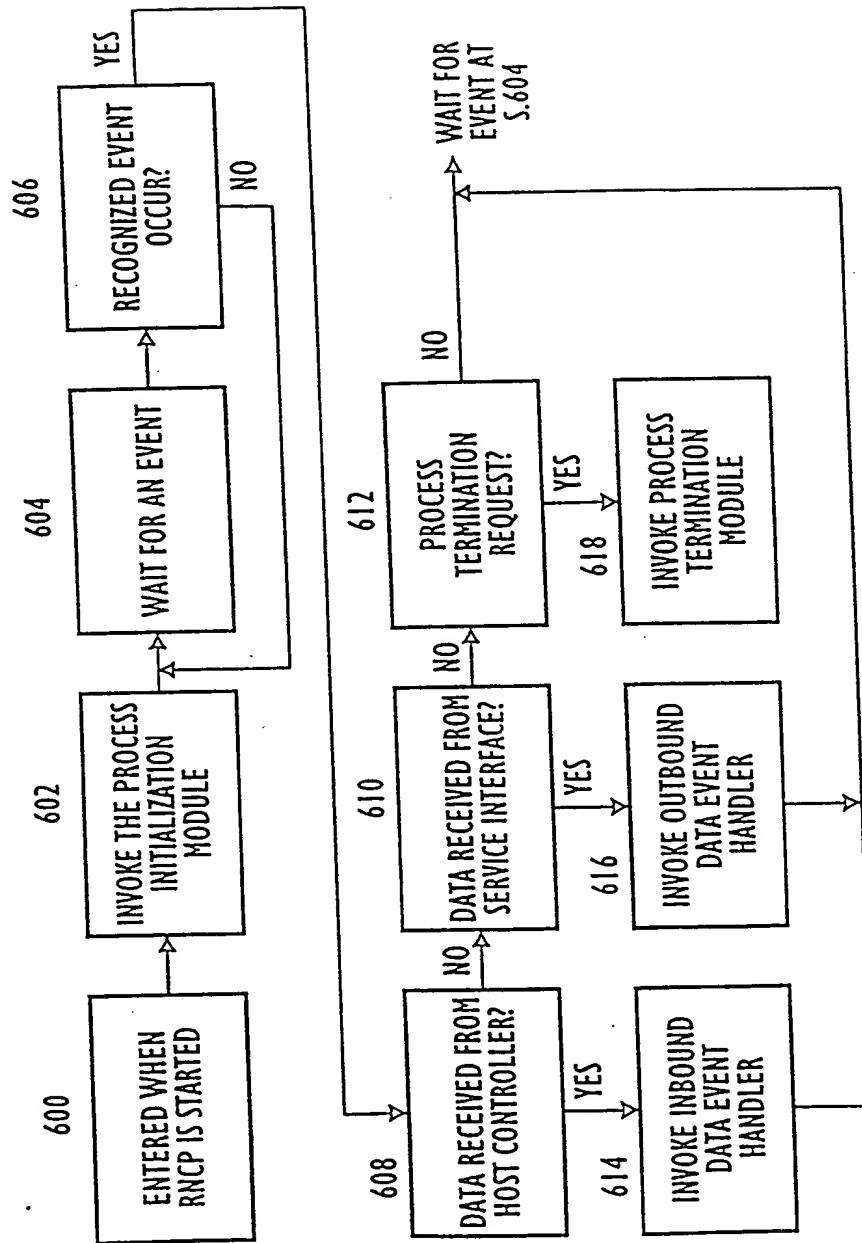 600
ENTERED WHEN
RNCP IS STARTED
602
INVOKE THE PROCESS
INITIALIZATION
MODULE
604
WAIT FOR AN EVENT
606
RECOGNIZED EVENT
OCCUR?
YES
NO
608
DATA RECEIVED FROM
HOST CONTROLLER?
NO
YES
610
DATA RECEIVED FROM
SERVICE INTERFACE?
NO
YES
612
PROCESS
TERMINATION
REQUEST?
NO
YES
WAIT FOR
EVENT AT
S.604
614
INVOKE INBOUND
DATA EVENT
HANDLER
616
INVOKE OUTBOUND
DATA EVENT
HANDLER
618
INVOKE PROCESS
TERMINATION
MODULE